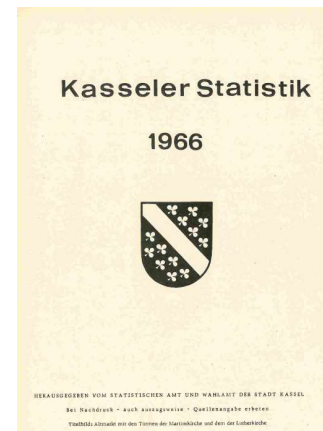 Kasseler Statistik
1966
HERAUSGEGEBEN VOM STATISTISCHEN AMT UND WAHLAMT DER STADT KASSEL
Bei Nachdruck - auch auszugsweise - Quellenangabe erbeten
Titelbild: Altmarkt mit den Türmen der Martinskirche und dem der Lutherkirche